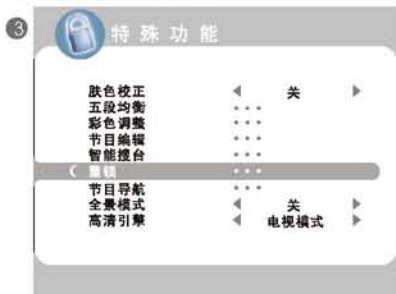 3
特殊功能
肤色校正 关
五段均衡 ...
彩色调整 ...
节目编辑 ...
智能搜台 ...
童锁 ...
节目导航 ...
全景模式 关
高清引擎 电视模式